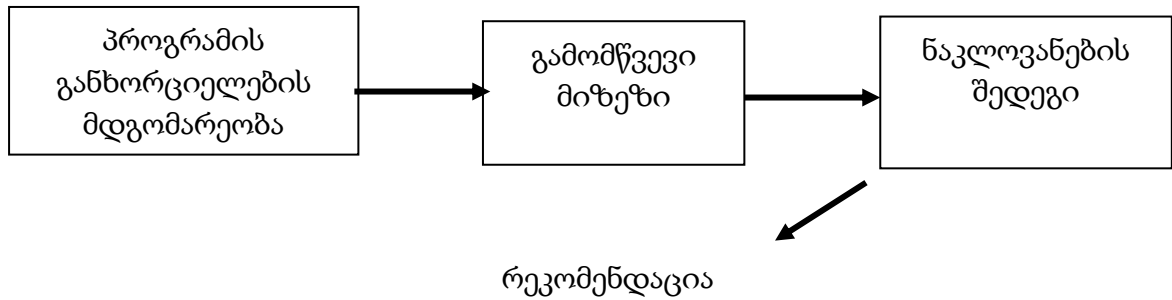 პროგრამის
განხორციელების
მდგომარეობა
გამომწვევი
მიზეზი
ნაკლოვანების
შედეგი
რეკომენდაცია